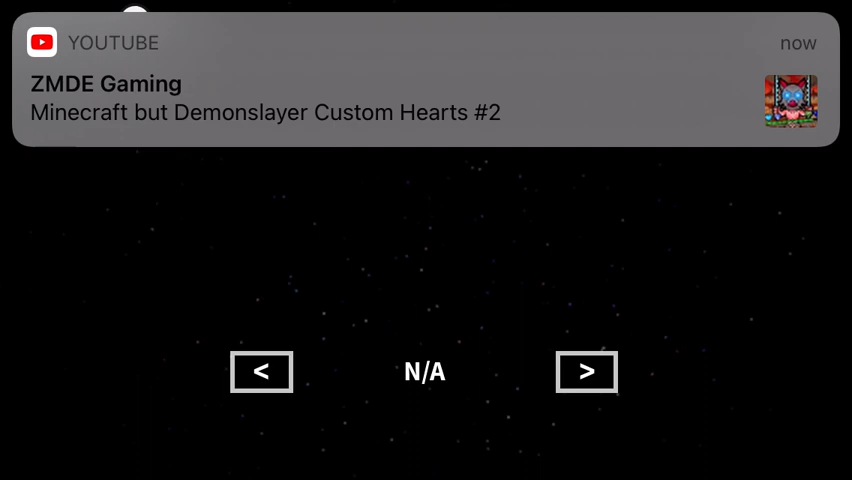 YOUTUBE
now
ZMDE Gaming
Minecraft but Demonslayer Custom Hearts #2
< N/A >